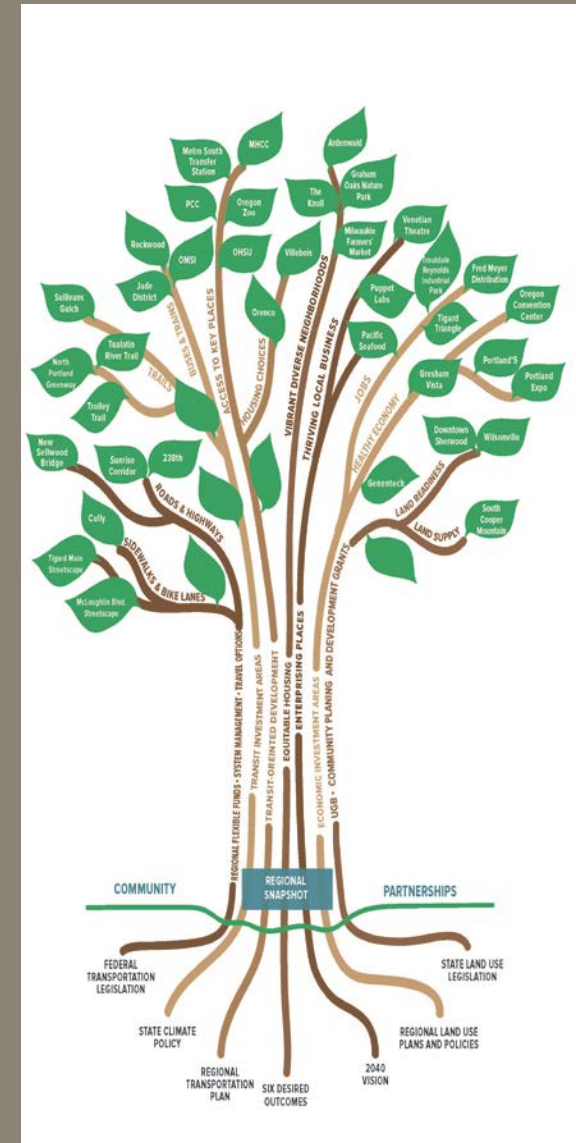 MHCC
Metro South
Transfer
Station
Ardenwald
Graham
Oaks Nature
Park
The
Knoll
PCC
Oregon
Zoo
Venetian
Theatre
Milwaukie
Farmers'
Market
Rockwood
OMSI
OHSU
Villebois
Troutdale
Reynolds
Industrial
Park
Fred Meyer
Distribution
Jade
District
Puppet
Labs
Oregon
Convention
Center
Sullivans
Gulch
Orenco
Pacific
Seafood
Tigard
Triangle
Tualatin
River Trail
North
Portland
Greenway
Trolley
Trail
Gresham
Vista
Portland'5
Portland
Expo
BUSES & TRAINS
TRAILS
ACCESS TO KEY PLACES
HOUSING CHOICES
VIBRANT DIVERSE NEIGHBORHOODS
THRIVING LOCAL BUSINESS
JOBS
HEALTHY ECONOMY
New
Sellwood
Bridge
Sunrise
Corridor
238th
Downtown
Sherwood
Wilsonville
Genentech
ROADS & HIGHWAYS
LAND READINESS
LAND SUPPLY
South
Cooper
Mountain
Cully
SIDEWALKS & BIKE LANES
Tigard Main
Streetscape
McLoughlin Blvd.
Streetscape
REGIONAL FLEXIBLE FUNDS • SYSTEM MANAGEMENT • TRAVEL OPTIONS
TRANSIT INVESTMENT AREAS
TRANSIT-OREINTED DEVELOPMENT
EQUITABLE HOUSING
ENTERPRISING PLACES
ECONOMIC INVESTMENT AREAS
UGB • COMMUNITY PLANING AND DEVELOPMENT GRANTS
COMMUNITY
REGIONAL
SNAPSHOT
PARTNERSHIPS
FEDERAL
TRANSPORTATION
LEGISLATION
STATE LAND USE
LEGISLATION
STATE CLIMATE
POLICY
REGIONAL LAND USE
PLANS AND POLICIES
REGIONAL
TRANSPORTATION
PLAN
SIX DESIRED
OUTCOMES
2040
VISION